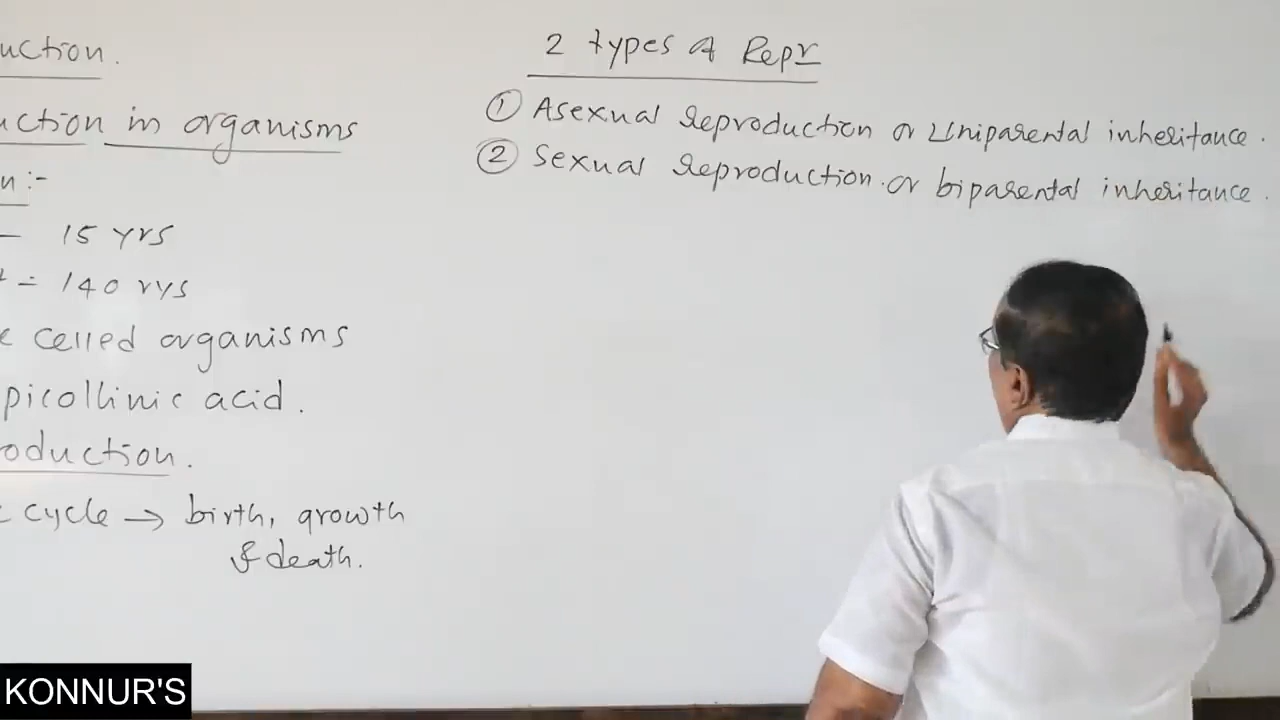 uction.
uction in organisms
n :-
— 15 yrs
= 140 rys
celled organisms
picollinic acid.
oduction.
cycle → birth, growth
& death.
2 types of Repr
① Asexual reproduction or Uniparental inheritance.
② Sexual reproduction. or biparental inheritance.
KONNUR'S